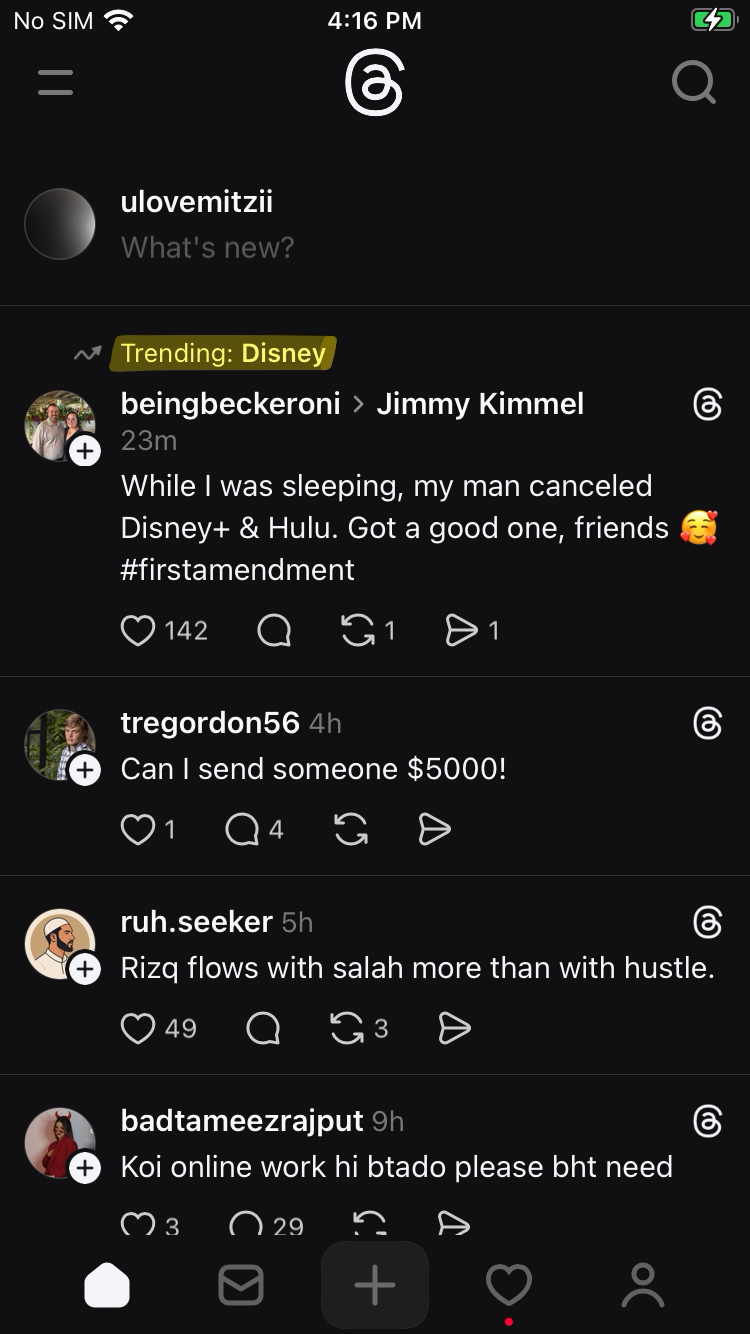 No SIM 4:16 PM
ulovemitzii
What's new?
Trending: Disney
beingbeckeroni > Jimmy Kimmel
23m
While I was sleeping, my man canceled
Disney+ & Hulu. Got a good one, friends 🥰
#firstamendment
142 1 1
tregordon56 4h
Can I send someone $5000!
1 4
ruh.seeker 5h
Rizq flows with salah more than with hustle.
49 3
badtameezrajput 9h
Koi online work hi btado please bht need
3 29